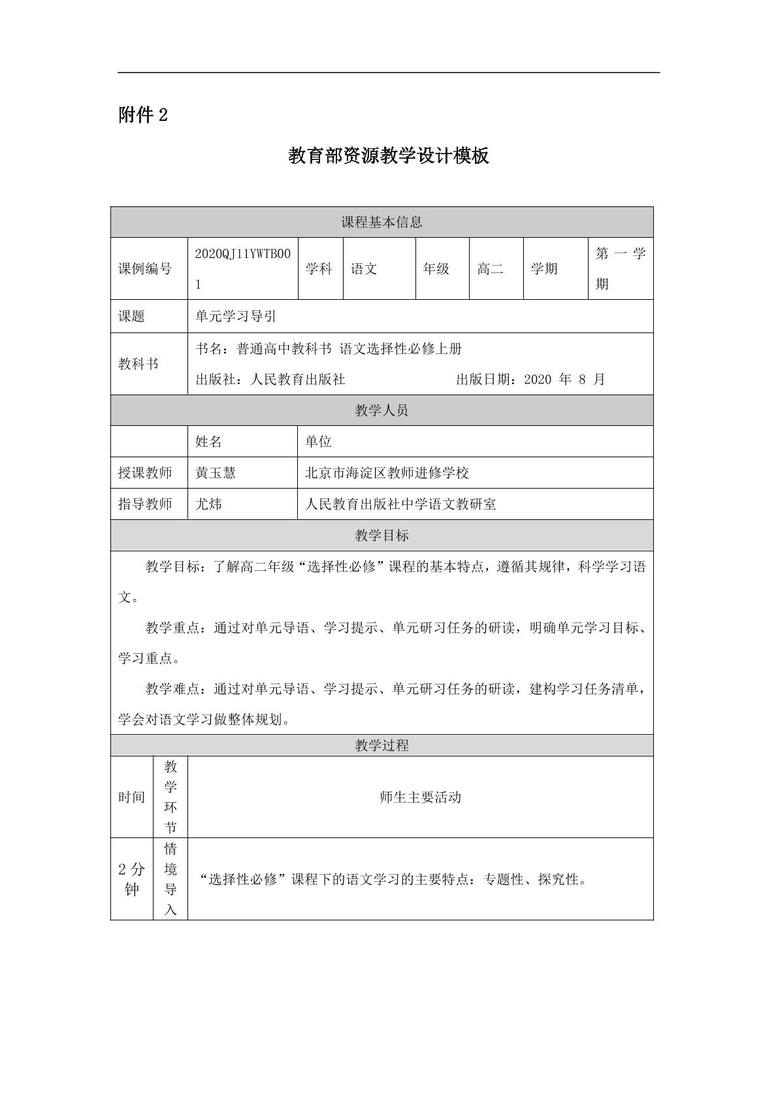 附件 2
教育部资源教学设计模板
课程基本信息
课例编号 2020QJ11YWTB00 学科 语文 年级 高二 学期 第一学
1 期
课题 单元学习导引
教科书 书名：普通高中教科书 语文选择性必修上册
出版社：人民教育出版社 出版日期：2020 年 8 月
教学人员
姓名 单位
授课教师 黄玉慧 北京市海淀区教师进修学校
指导教师 尤炜 人民教育出版社中学语文教研室
教学目标
教学目标：了解高二年级“选择性必修”课程的基本特点，遵循其规律，科学学习语
文。
教学重点：通过对单元导语、学习提示、单元研习任务的研读，明确单元学习目标、
学习重点。
教学难点：通过对单元导语、学习提示、单元研习任务的研读，建构学习任务清单，
学会对语文学习做整体规划。
教学过程
时间
教
学
环
节
师生主要活动
2 分
钟
情
境
导
入
“选择性必修”课程下的语文学习的主要特点：专题性、探究性。